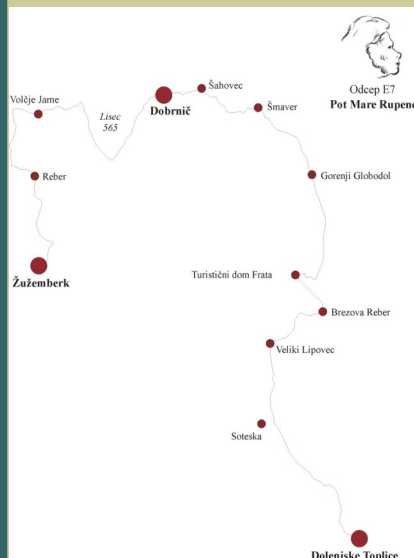 Odcep E7
Pot Mare Rupena
Šahovec
Volčje Jame
Dobrnič
Šmaver
Lisec
565
Reber
Gorenji Globodol
Turistični dom Frata
Žužemberk
Brezova Reber
Veliki Lipovec
Soteska
Dolenjske Toplice